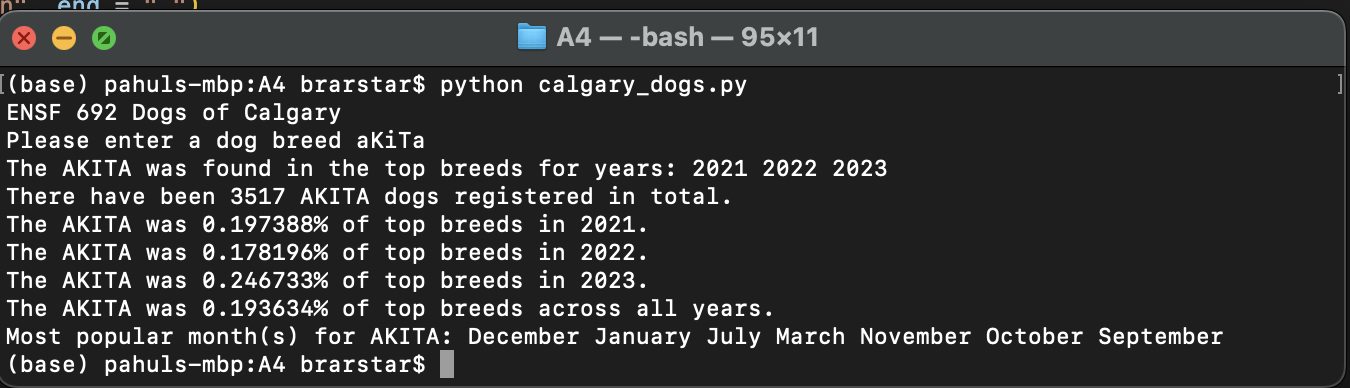 n" end = " ")
A4 — -bash — 95×11
(base) pahuls-mbp:A4 brarstar$ python calgary_dogs.py
ENSF 692 Dogs of Calgary
Please enter a dog breed aKiTa
The AKITA was found in the top breeds for years: 2021 2022 2023
There have been 3517 AKITA dogs registered in total.
The AKITA was 0.197388% of top breeds in 2021.
The AKITA was 0.178196% of top breeds in 2022.
The AKITA was 0.246733% of top breeds in 2023.
The AKITA was 0.193634% of top breeds across all years.
Most popular month(s) for AKITA: December January July March November October September
(base) pahuls-mbp:A4 brarstar$